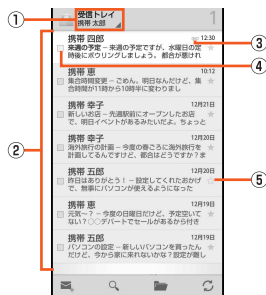 ①
受信トレイ
携帯 太郎
1
携帯 四郎 12:30 ③
来週の予定 – 来週の予定ですが、水曜日の定
時後にボウリングしましょう。都合が悪けれ
④
携帯 恵 10:12
集合時間変更 – ごめん、明日なんだけど、集
合時間が11時から10時半に変わりまし
携帯 幸子 12月21日
新しいお店 – 先週駅前にオープンしたお店
で、明日イベントがあるみたいだよ。ちょっと
②
携帯 幸子 12月20日
海外旅行の計画 – 今度の春ごろに海外旅行を
計画してるんですけど、都合はどうですか？ま
携帯 五郎 12月20日
昨日はありがとう！ – 設定してくれたおかげ
で、無事にパソコンが使えるようになった
⑤
携帯 恵 12月19日
元気～？ – 今度の日曜日だけど、予定空いて
ない？〇〇デパートでセールがあるから付き
携帯 五郎 12月19日
パソコンの設定 – 新しいパソコンを買ったん
だけど、今から家に来れないかな？設定が難し